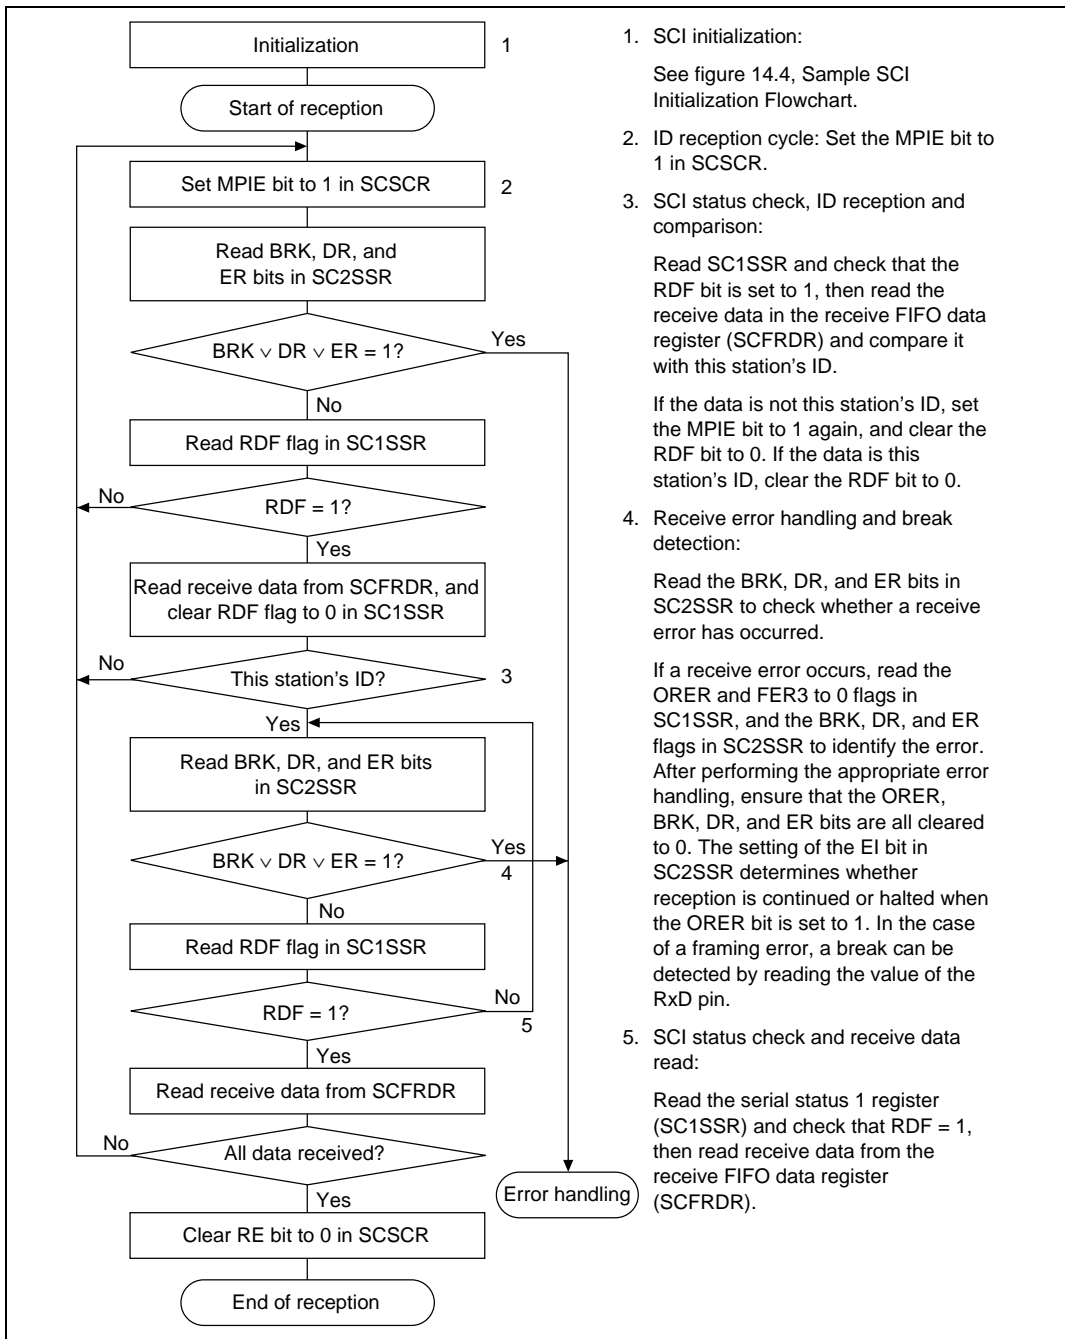 Initialization
1
Start of reception
Set MPIE bit to 1 in SCSCR
2
Read BRK, DR, and
ER bits in SC2SSR
BRK ∨ DR ∨ ER = 1?
Yes
No
Read RDF flag in SC1SSR
No
RDF = 1?
Yes
Read receive data from SCFRDR, and
clear RDF flag to 0 in SC1SSR
No
This station's ID?
3
Yes
Read BRK, DR, and ER bits
in SC2SSR
BRK ∨ DR ∨ ER = 1?
Yes
4
No
Read RDF flag in SC1SSR
RDF = 1?
No
5
Yes
Read receive data from SCFRDR
No
All data received?
Error handling
Yes
Clear RE bit to 0 in SCSCR
End of reception
1. SCI initialization:
See figure 14.4, Sample SCI
Initialization Flowchart.
2. ID reception cycle: Set the MPIE bit to
1 in SCSCR.
3. SCI status check, ID reception and
comparison:
Read SC1SSR and check that the
RDF bit is set to 1, then read the
receive data in the receive FIFO data
register (SCFRDR) and compare it
with this station's ID.
If the data is not this station's ID, set
the MPIE bit to 1 again, and clear the
RDF bit to 0. If the data is this
station's ID, clear the RDF bit to 0.
4. Receive error handling and break
detection:
Read the BRK, DR, and ER bits in
SC2SSR to check whether a receive
error has occurred.
If a receive error occurs, read the
ORER and FER3 to 0 flags in
SC1SSR, and the BRK, DR, and ER
flags in SC2SSR to identify the error.
After performing the appropriate error
handling, ensure that the ORER,
BRK, DR, and ER bits are all cleared
to 0. The setting of the EI bit in
SC2SSR determines whether
reception is continued or halted when
the ORER bit is set to 1. In the case
of a framing error, a break can be
detected by reading the value of the
RxD pin.
5. SCI status check and receive data
read:
Read the serial status 1 register
(SC1SSR) and check that RDF = 1,
then read receive data from the
receive FIFO data register
(SCFRDR).